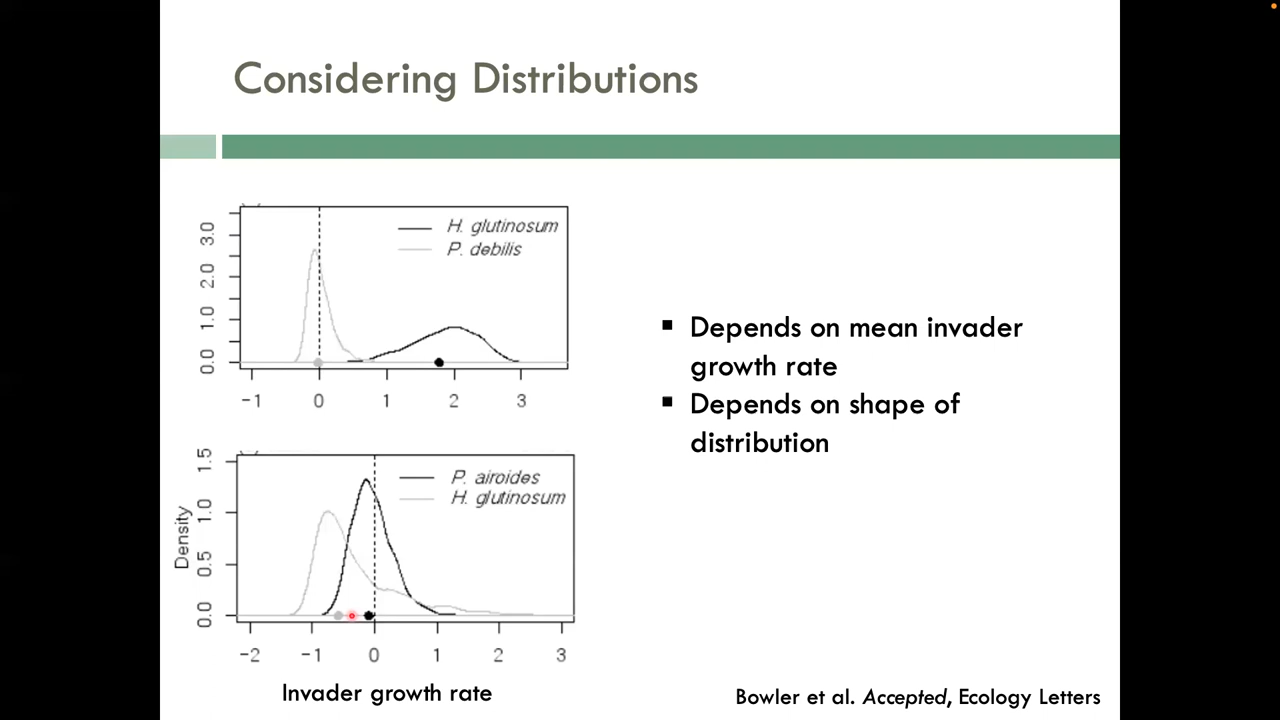 Considering Distributions
3.0
2.0
1.0
0.0
H. glutinosum
P. debilis
−1 0 1 2 3
Depends on mean invader
growth rate
Depends on shape of
distribution
Density
1.5
1.0
0.5
0.0
P. airoides
H. glutinosum
−2 −1 0 1 2 3
Invader growth rate
Bowler et al. Accepted, Ecology Letters